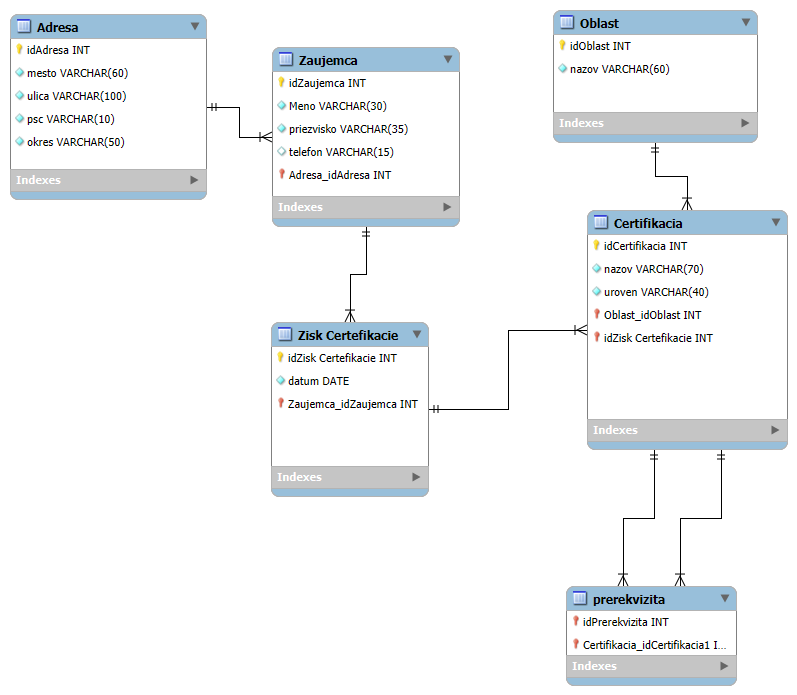 Adresa
idAdresa INT
mesto VARCHAR(60)
ulica VARCHAR(100)
psc VARCHAR(10)
okres VARCHAR(50)
Indexes
Zaujemca
idZaujemca INT
Meno VARCHAR(30)
priezvisko VARCHAR(35)
telefon VARCHAR(15)
Adresa_idAdresa INT
Indexes
Oblast
idOblast INT
nazov VARCHAR(60)
Indexes
Zisk Certefikacie
idZisk Certefikacie INT
datum DATE
Zaujemca_idZaujemca INT
Indexes
Certifikacia
idCertifikacia INT
nazov VARCHAR(70)
uroven VARCHAR(40)
Oblast_idOblast INT
idZisk Certefikacie INT
Indexes
prerekvizita
idPrerekvizita INT
Certifikacia_idCertifikacia1 I...
Indexes